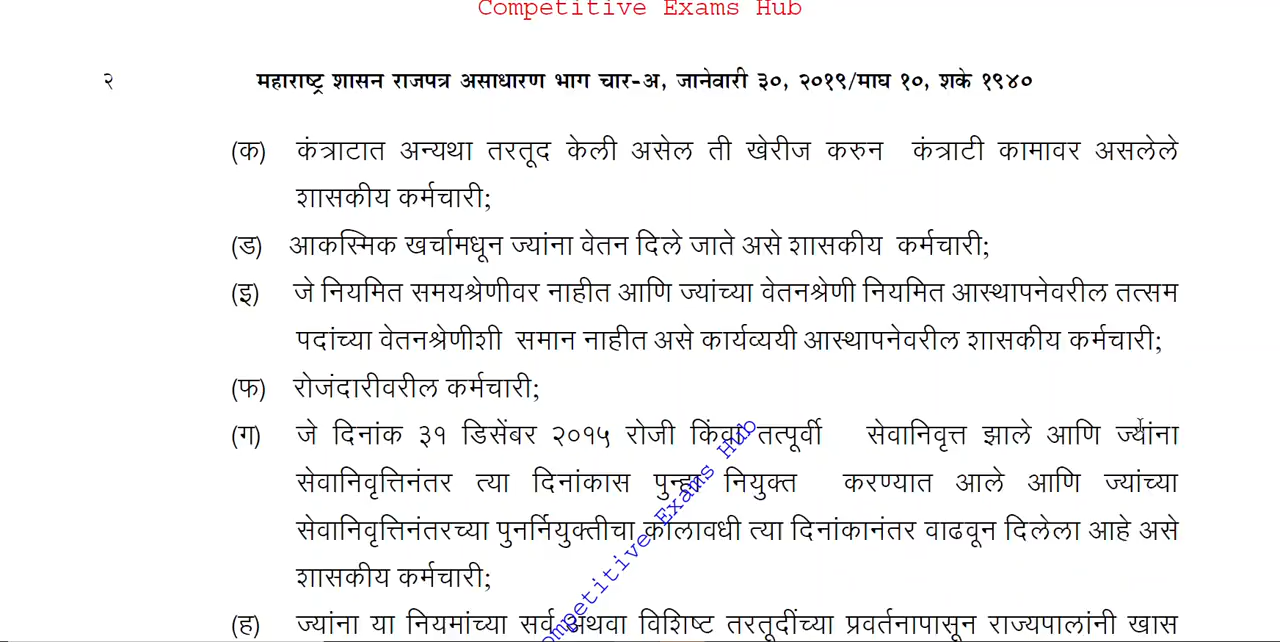 Competitive Exams Hub
२ महाराष्ट्र शासन राजपत्र असाधारण भाग चार-अ, जानेवारी ३०, २०१९/माघ १०, शके १९४०
(क) कंत्राटात अन्यथा तरतूद केली असेल ती खेरीज करुन कंत्राटी कामावर असलेले
शासकीय कर्मचारी;
(ड) आकस्मिक खर्चामधून ज्यांना वेतन दिले जाते असे शासकीय कर्मचारी;
(इ) जे नियमित समयश्रेणीवर नाहीत आणि ज्यांच्या वेतनश्रेणी नियमित आस्थापनेवरील तत्सम
पदांच्या वेतनश्रेणीशी समान नाहीत असे कार्यव्ययी आस्थापनेवरील शासकीय कर्मचारी;
(फ) रोजंदारीवरील कर्मचारी;
(ग) जे दिनांक ३१ डिसेंबर २०१५ रोजी किंवा तत्पूर्वी सेवानिवृत्त झाले आणि ज्यांना
सेवानिवृत्तिनंतर त्या दिनांकास पुन्हा नियुक्त करण्यात आले आणि ज्यांच्या
सेवानिवृत्तिनंतरच्या पुनर्नियुक्तीचा कालावधी त्या दिनांकानंतर वाढवून दिलेला आहे असे
शासकीय कर्मचारी;
(ह) ज्यांना या नियमांच्या सर्व अथवा विशिष्ट तरतूदींच्या प्रवर्तनापासून राज्यपालांनी खास
Competitive Exams Hub